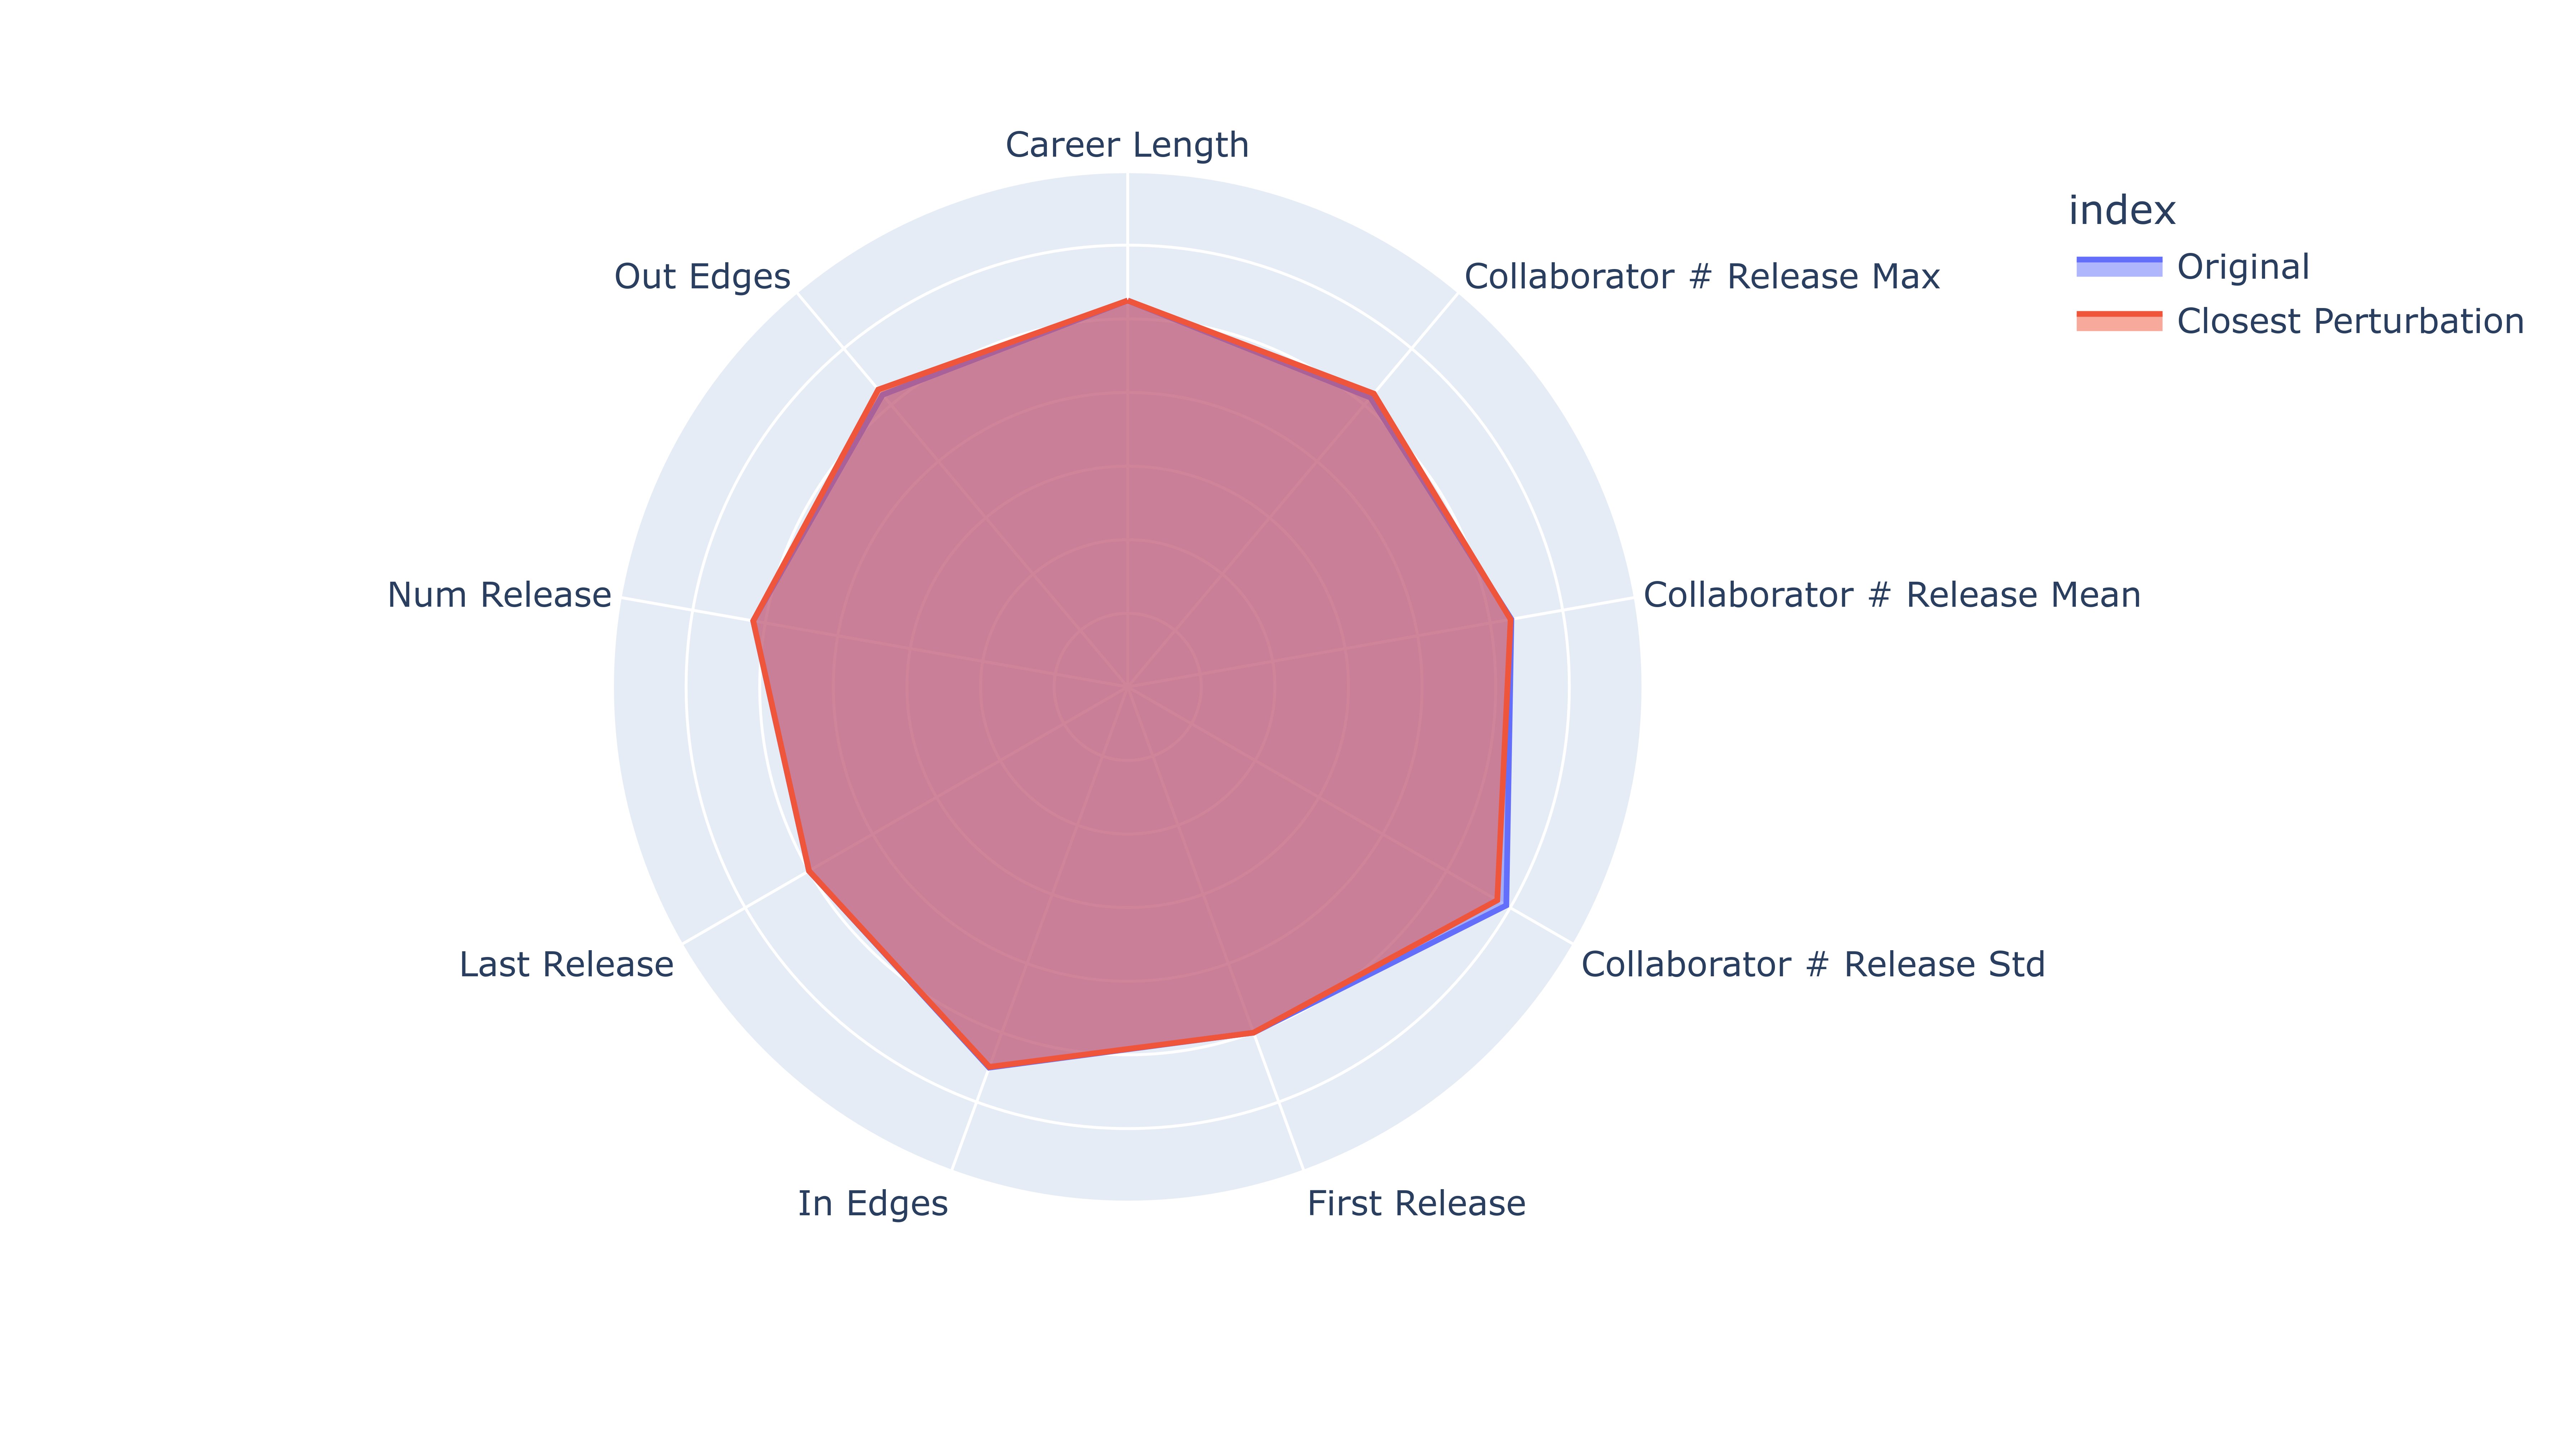 Career Length
Collaborator # Release Max
Collaborator # Release Mean
Collaborator # Release Std
First Release
In Edges
Last Release
Num Release
Out Edges
index
Original
Closest Perturbation